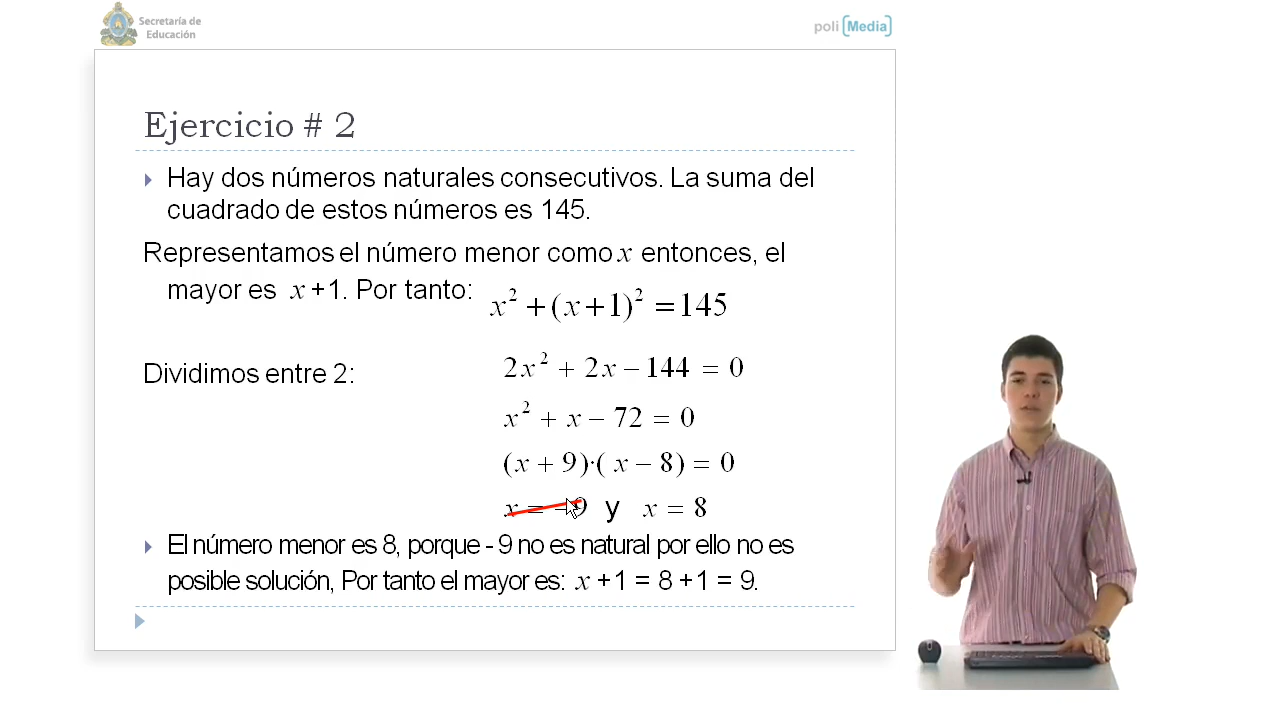 Secretaría de
Educación
poli [Media]
Ejercicio # 2
Hay dos números naturales consecutivos. La suma del
cuadrado de estos números es 145.
Representamos el número menor como x entonces, el
mayor es x +1. Por tanto:
x² + (x + 1)² = 145
Dividimos entre 2:
2x² + 2x − 144 = 0
x² + x − 72 = 0
(x + 9)·( x − 8) = 0
x = −9 y x = 8
El número menor es 8, porque - 9 no es natural por ello no es
posible solución, Por tanto el mayor es: x +1 = 8 +1 = 9.